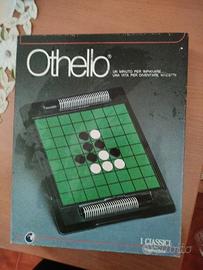 Othello
UN MINUTO PER IMPARARE...
UNA VITA PER DIVENTARE MAESTRI
I CLASSICI